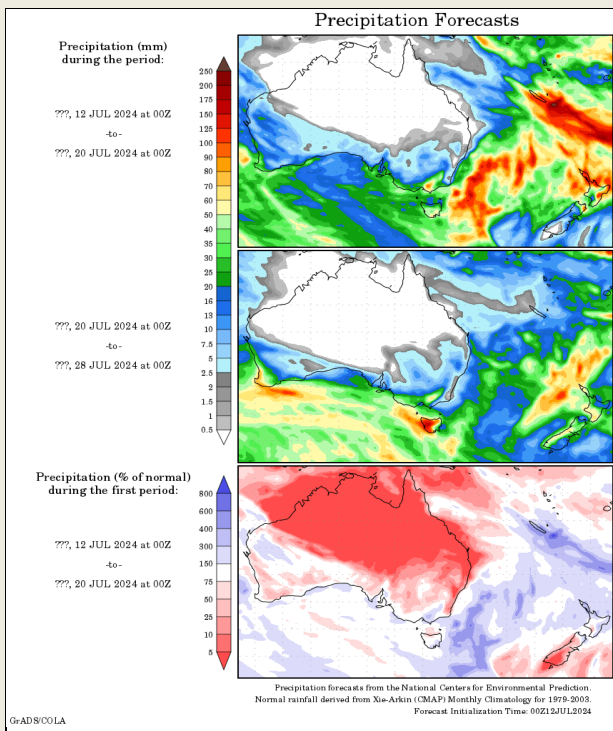 Precipitation Forecasts
Precipitation (mm)
during the period:
???, 12 JUL 2024 at 00Z
-to-
???, 20 JUL 2024 at 00Z
250
200
175
150
125
100
90
80
70
60
50
40
35
30
25
20
16
13
10
7.5
5
2.5
2
1.5
1
0.5
???, 20 JUL 2024 at 00Z
-to-
???, 28 JUL 2024 at 00Z
Precipitation (% of normal)
during the first period:
???, 12 JUL 2024 at 00Z
-to-
???, 20 JUL 2024 at 00Z
800
600
400
300
150
75
50
25
10
5
Precipitation forecasts from the National Centers for Environmental Prediction.
Normal rainfall derived from Xie-Arkin (CMAP) Monthly Climatology for 1979-2003.
Forecast Initialization Time: 00Z12JUL2024
GrADS/COLA